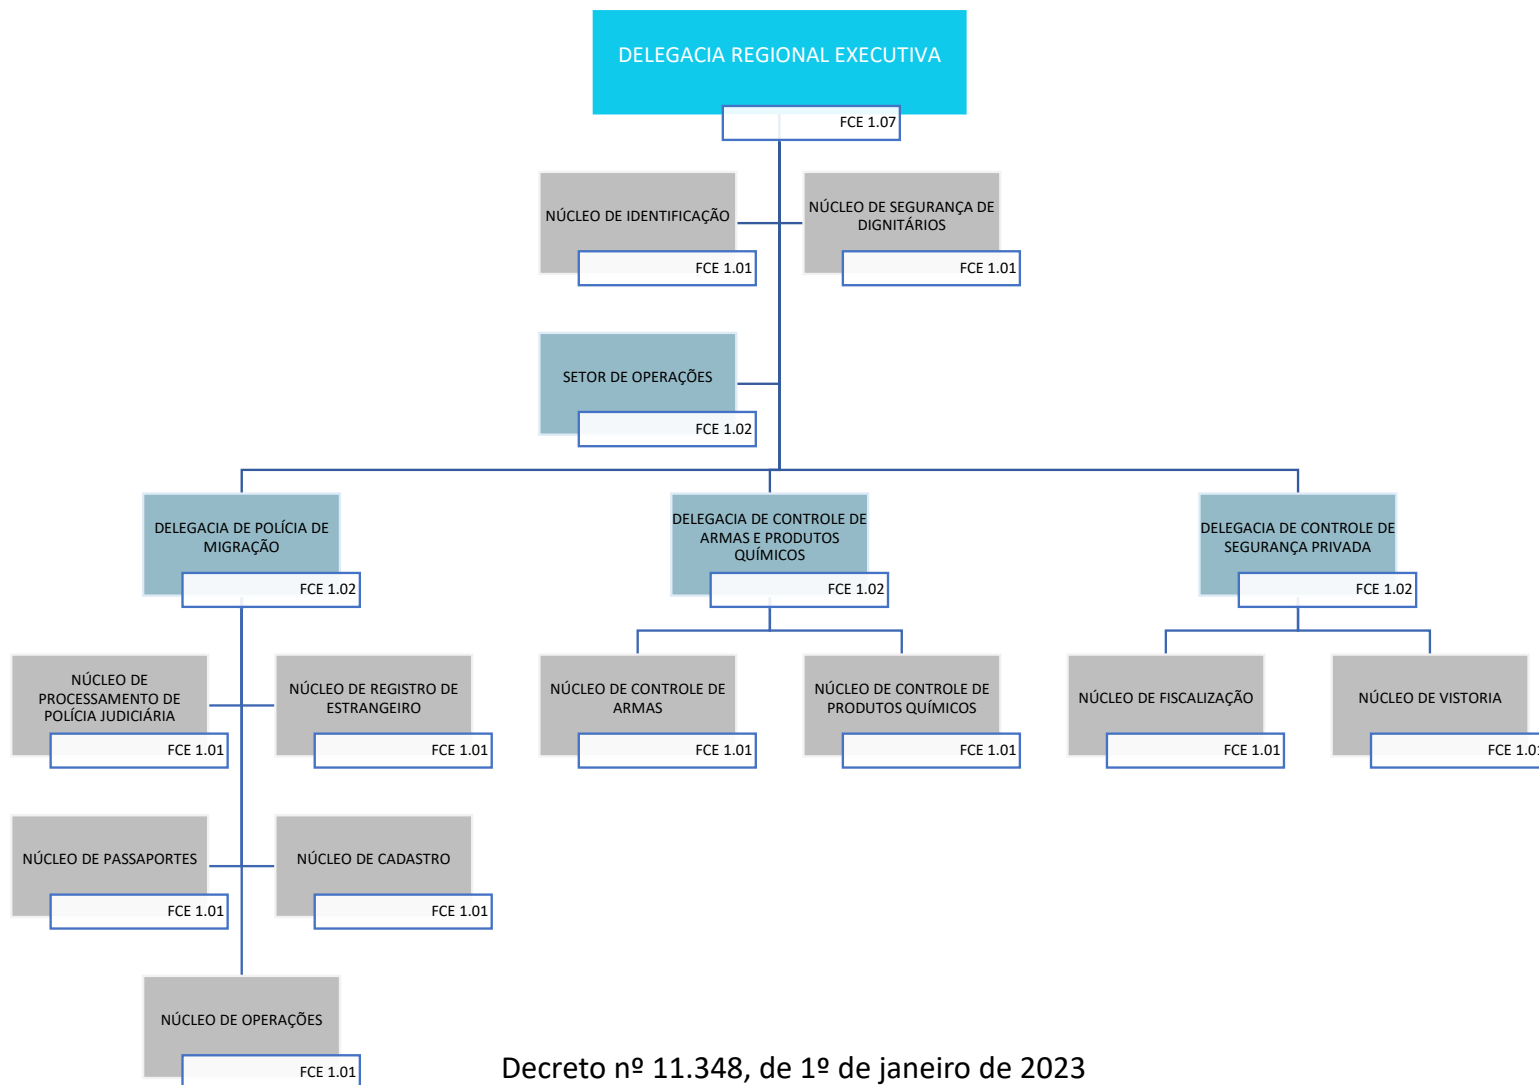 DELEGACIA REGIONAL EXECUTIVA
FCE 1.07
NÚCLEO DE IDENTIFICAÇÃO
FCE 1.01
NÚCLEO DE SEGURANÇA DE
DIGNITÁRIOS
FCE 1.01
SETOR DE OPERAÇÕES
FCE 1.02
DELEGACIA DE POLÍCIA DE
MIGRAÇÃO
FCE 1.02
DELEGACIA DE CONTROLE DE
ARMAS E PRODUTOS
QUÍMICOS
FCE 1.02
DELEGACIA DE CONTROLE DE
SEGURANÇA PRIVADA
FCE 1.02
NÚCLEO DE
PROCESSAMENTO DE
POLÍCIA JUDICIÁRIA
FCE 1.01
NÚCLEO DE REGISTRO DE
ESTRANGEIRO
FCE 1.01
NÚCLEO DE CONTROLE DE
ARMAS
FCE 1.01
NÚCLEO DE CONTROLE DE
PRODUTOS QUÍMICOS
FCE 1.01
NÚCLEO DE FISCALIZAÇÃO
FCE 1.01
NÚCLEO DE VISTORIA
FCE 1.01
NÚCLEO DE PASSAPORTES
FCE 1.01
NÚCLEO DE CADASTRO
FCE 1.01
NÚCLEO DE OPERAÇÕES
FCE 1.01
Decreto nº 11.348, de 1º de janeiro de 2023